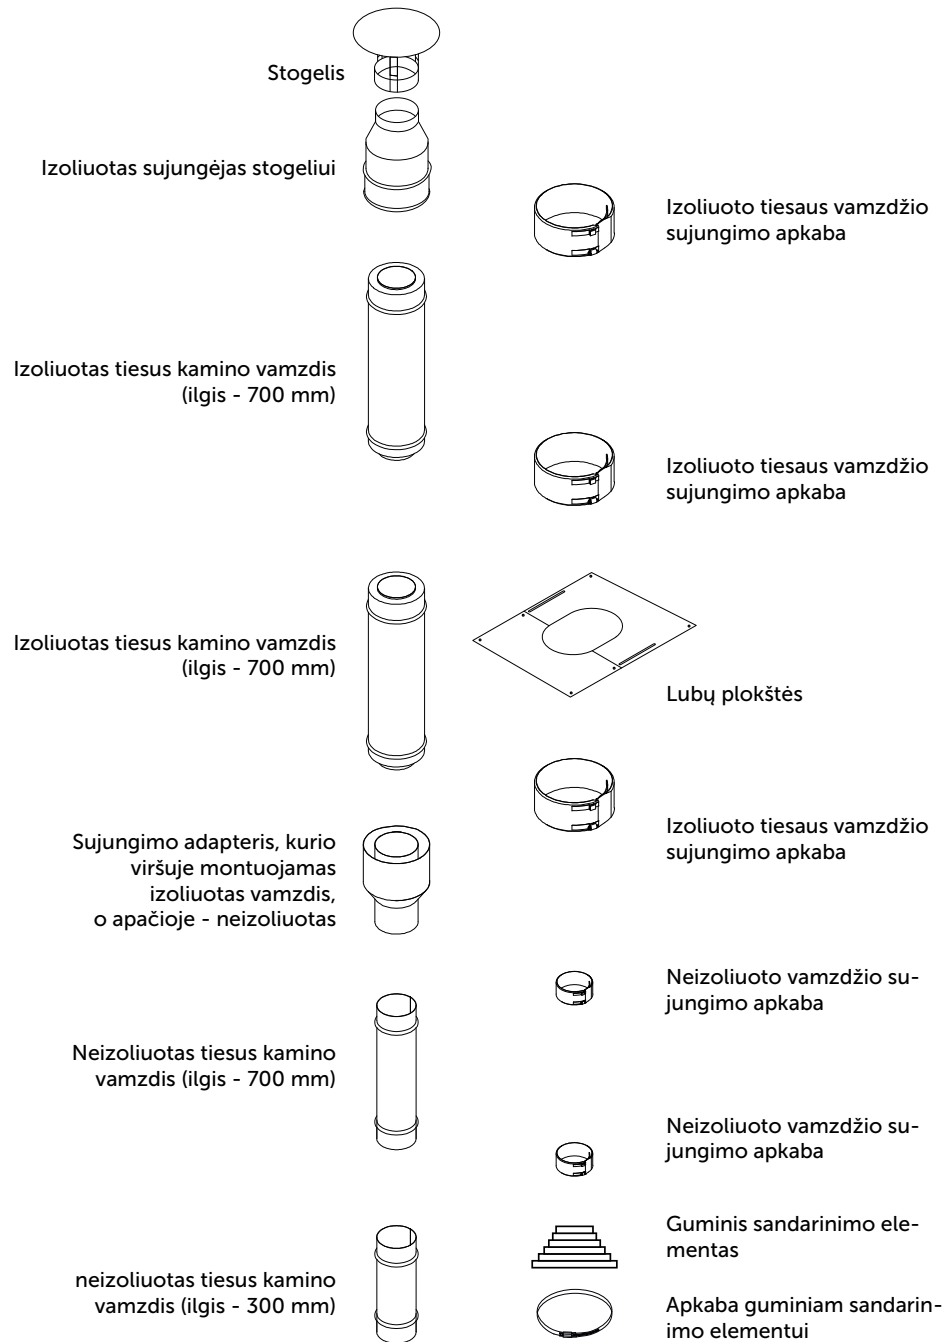 Stogelis
Izoliuotas sujungėjas stogeliui
Izoliuotas tiesus kamino vamzdis
(ilgis - 700 mm)
Izoliuotas tiesus kamino vamzdis
(ilgis - 700 mm)
Sujungimo adapteris, kurio
viršuje montuojamas
izoliuotas vamzdis,
o apačioje - neizoliuotas
Neizoliuotas tiesus kamino
vamzdis (ilgis - 700 mm)
neizoliuotas tiesus kamino
vamzdis (ilgis - 300 mm)
Izoliuoto tiesaus vamzdžio
sujungimo apkaba
Izoliuoto tiesaus vamzdžio
sujungimo apkaba
Lubų plokštės
Izoliuoto tiesaus vamzdžio
sujungimo apkaba
Neizoliuoto vamzdžio su-
jungimo apkaba
Neizoliuoto vamzdžio su-
jungimo apkaba
Guminis sandarinimo ele-
mentas
Apkaba guminiam sandarin-
imo elementui